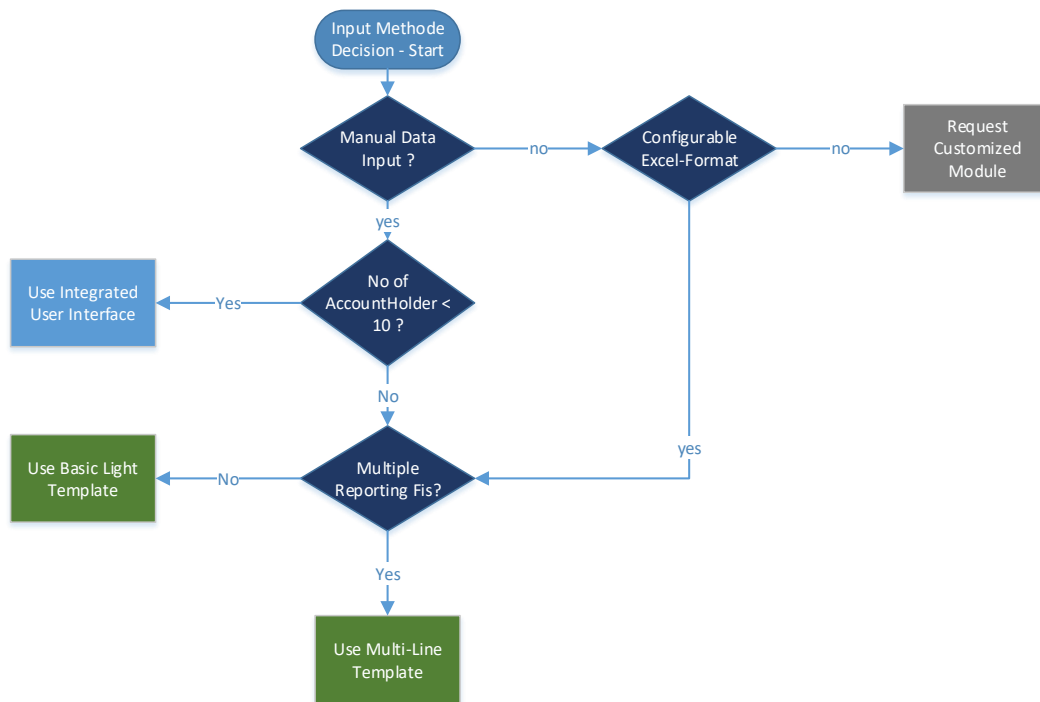 Input Methode
Decision - Start
Manual Data
Input ?
no
Configurable
Excel-Format
no
Request
Customized
Module
yes
No of
AccountHolder <
10 ?
Yes
Use Integrated
User Interface
No
yes
Multiple
Reporting Fis?
No
Use Basic Light
Template
Yes
Use Multi-Line
Template